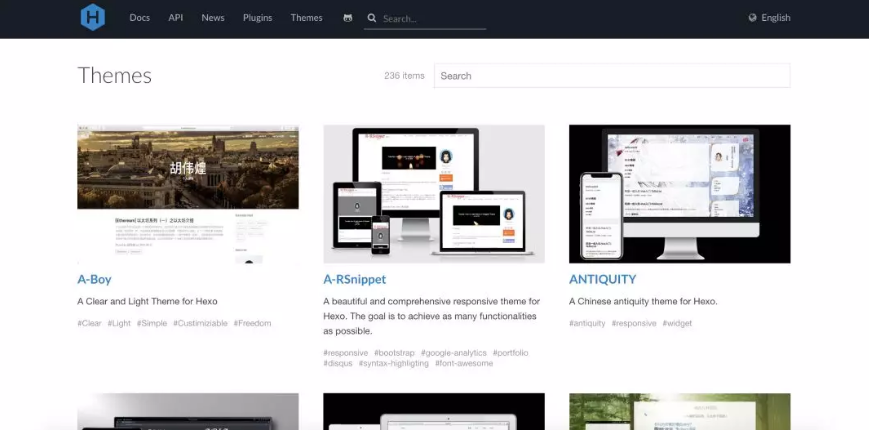 Docs API News Plugins Themes Search... English
Themes 236 items Search
胡伟煌
A-Boy
A Clear and Light Theme for Hexo
#Clear #Light #Simple #Custimiziable #Freedom
A-RSnippet
A beautiful and comprehensive responsive theme for
Hexo. The goal is to achieve as many functionalities
as possible.
#responsive #bootstrap #google-analytics #portfolio
#disqus #syntax-highligting #font-awesome
ANTIQUITY
A Chinese antiquity theme for Hexo.
#antiquity #responsive #widget